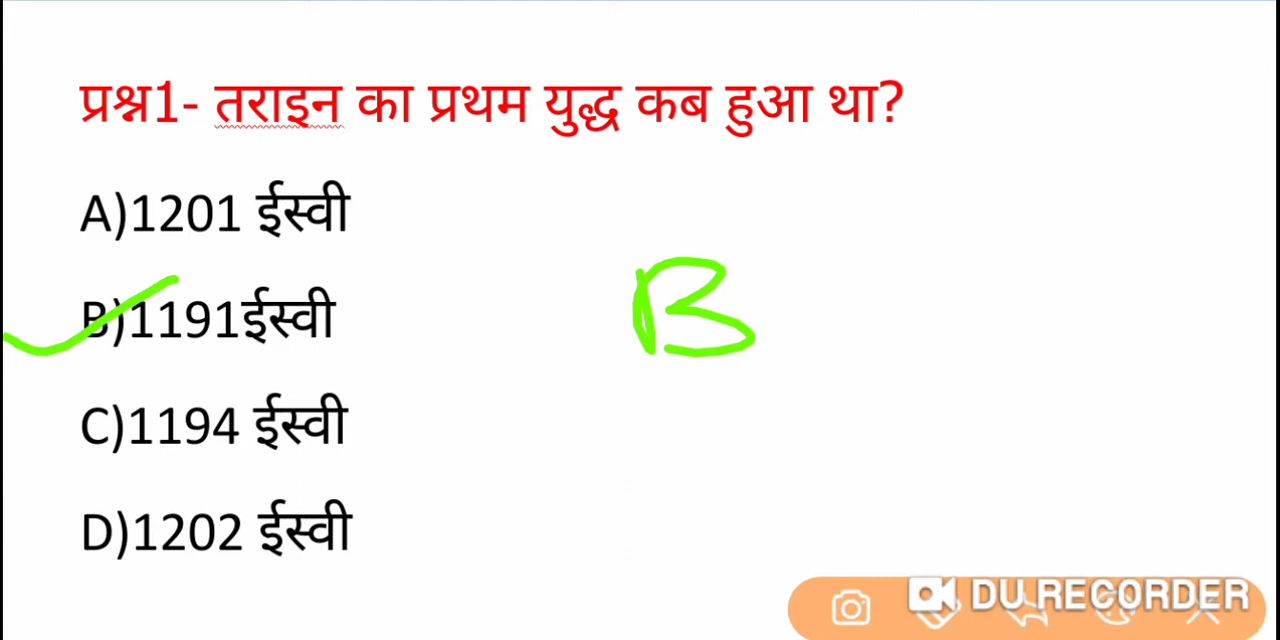 प्रश्न1- तराइन का प्रथम युद्ध कब हुआ था?
A)1201 ईस्वी
B)1191ईस्वी
B
C)1194 ईस्वी
D)1202 ईस्वी
DU RECORDER